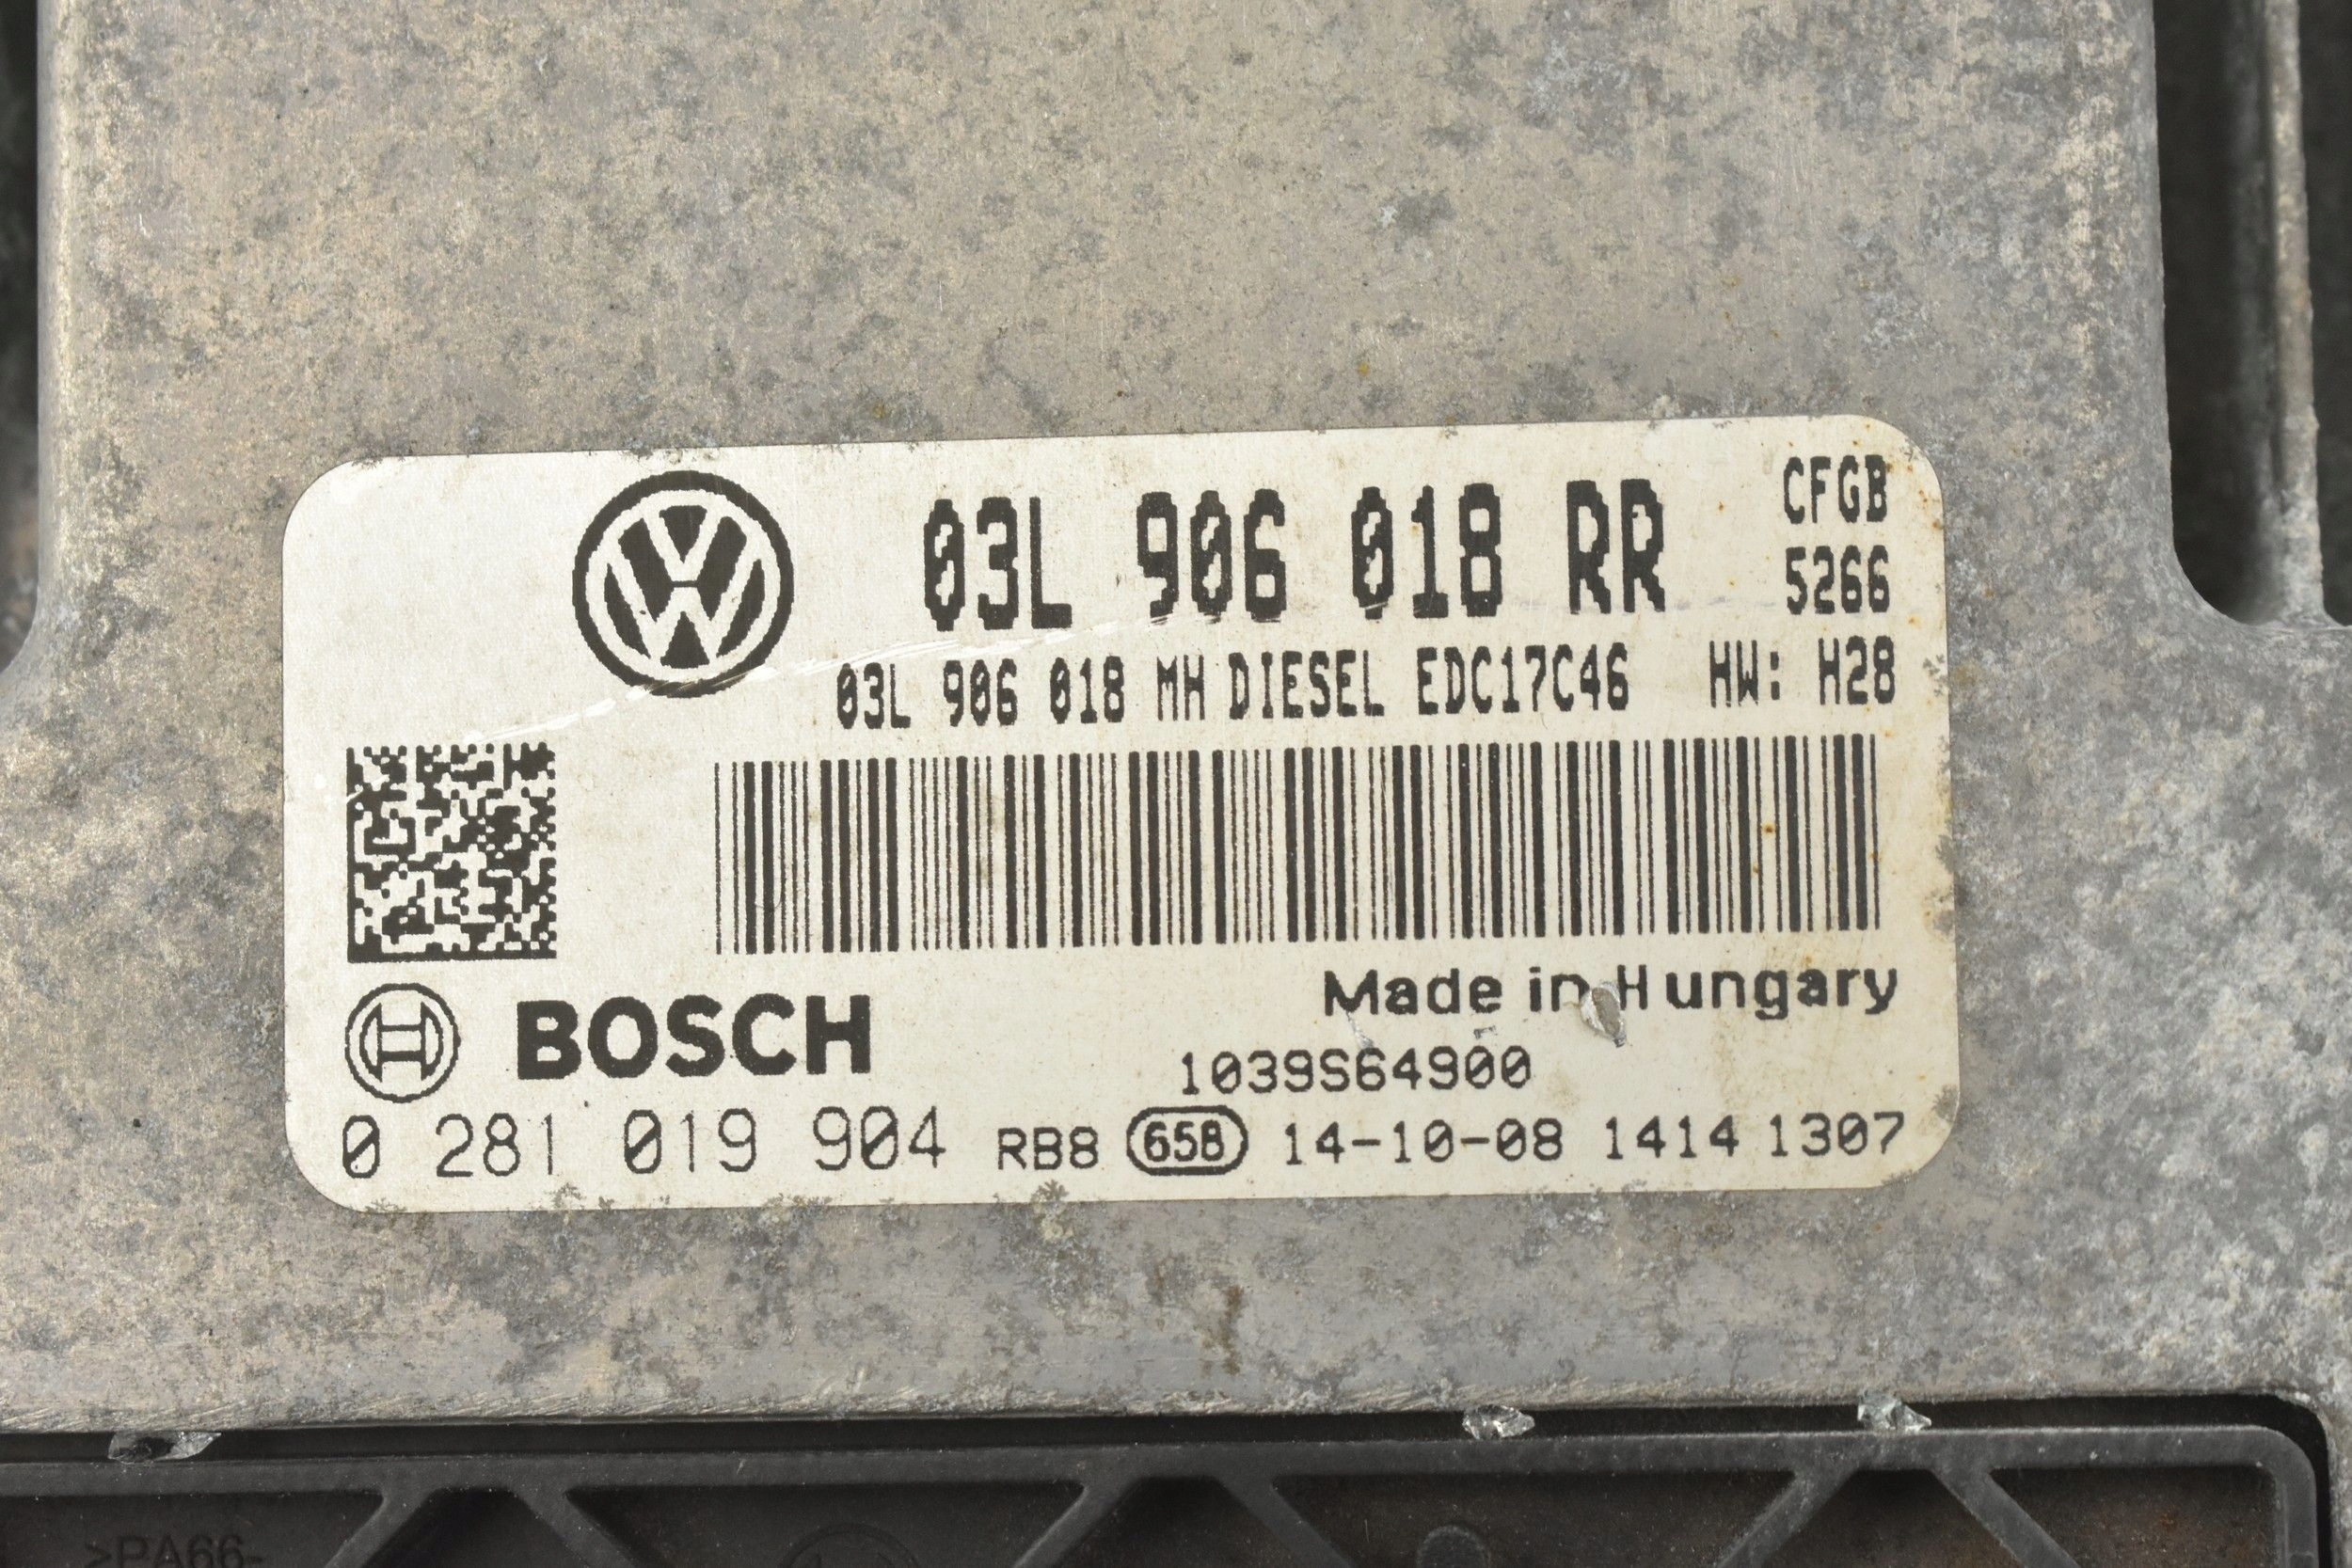 03L 906 018 RR CFGB
5266
03L 906 018 MH DIESEL EDC17C46 HW: H28
Made in Hungary
BOSCH
1039S64900
0 281 019 904 RB8 658 14-10-08 1414 1307
>PA66-